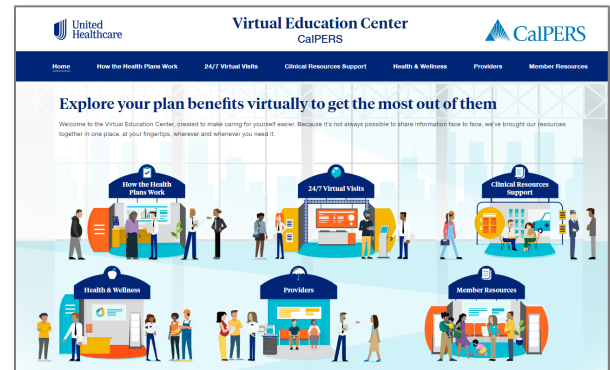 United
Healthcare
Virtual Education Center
CalPERS
CalPERS
Home How the Health Plans Work 24/7 Virtual Visits Clinical Resources Support Health & Wellness Providers Member Resources
Explore your plan benefits virtually to get the most out of them
Welcome to the Virtual Education Center, created to make caring for yourself easier. Because it's not always possible to share information face to face, we've brought our resources
together in one place, at your fingertips, wherever and whenever you need it.
How the Health
Plans Work
24/7 Virtual Visits
Clinical Resources
Support
Health & Wellness
Providers
Member Resources